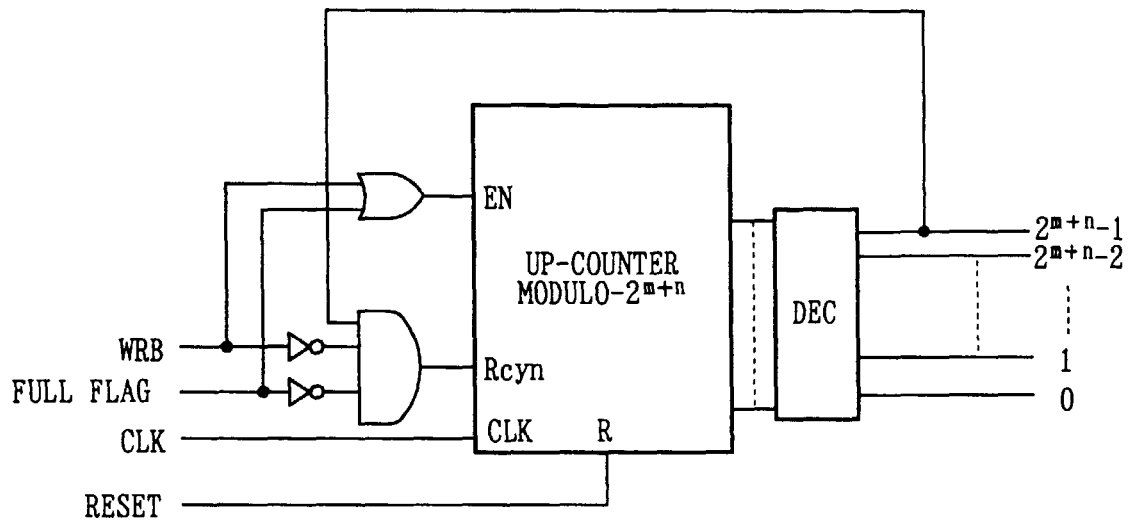 EN
UP-COUNTER
MODULO-2ᵐ⁺ⁿ
Rcyn
CLK
R
DEC
2ᵐ⁺ⁿ-1
2ᵐ⁺ⁿ-2
1
0
WRB
FULL FLAG
CLK
RESET